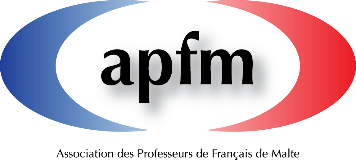 apfm
Association des Professeurs de Français de Malte